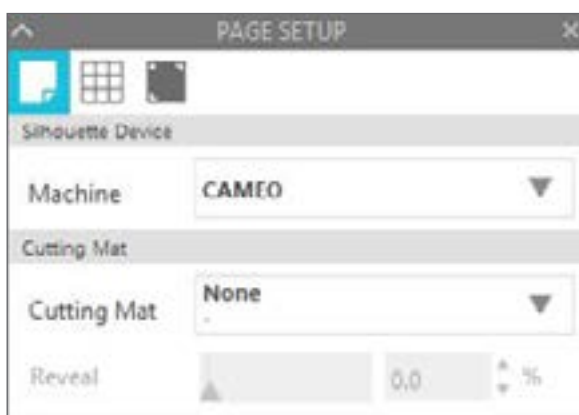 PAGE SETUP
Silhouette Device
Machine CAMEO
Cutting Mat
Cutting Mat None
Reveal 0.0 %